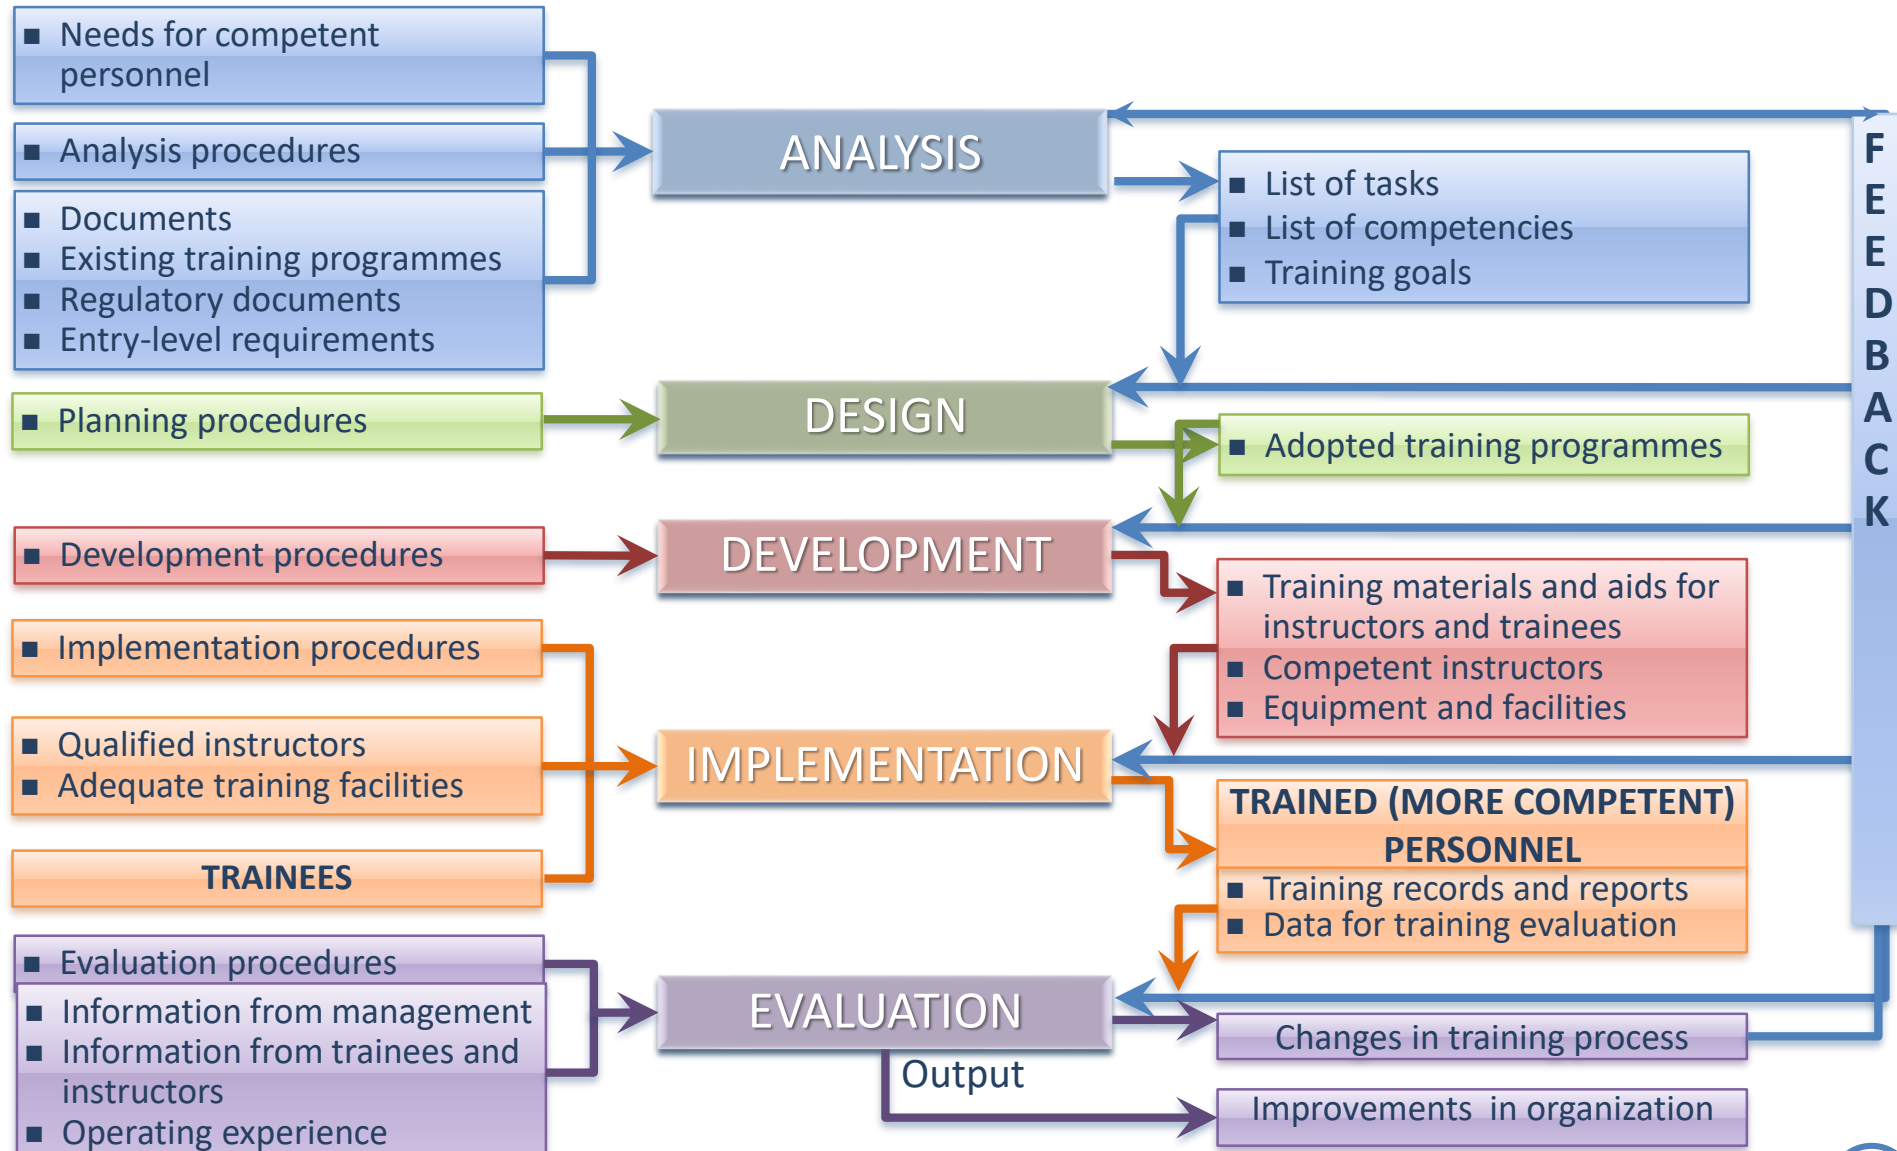 ■ Needs for competent
personnel
■ Analysis procedures
■ Documents
■ Existing training programmes
■ Regulatory documents
■ Entry-level requirements
ANALYSIS
■ List of tasks
■ List of competencies
■ Training goals
■ Planning procedures
DESIGN
■ Adopted training programmes
■ Development procedures
DEVELOPMENT
■ Training materials and aids for
instructors and trainees
■ Competent instructors
■ Equipment and facilities
■ Implementation procedures
■ Qualified instructors
■ Adequate training facilities
TRAINEES
IMPLEMENTATION
TRAINED (MORE COMPETENT)
PERSONNEL
■ Training records and reports
■ Data for training evaluation
■ Evaluation procedures
■ Information from management
■ Information from trainees and
instructors
■ Operating experience
EVALUATION
Output
Changes in training process
Improvements in organization
F
E
E
D
B
A
C
K